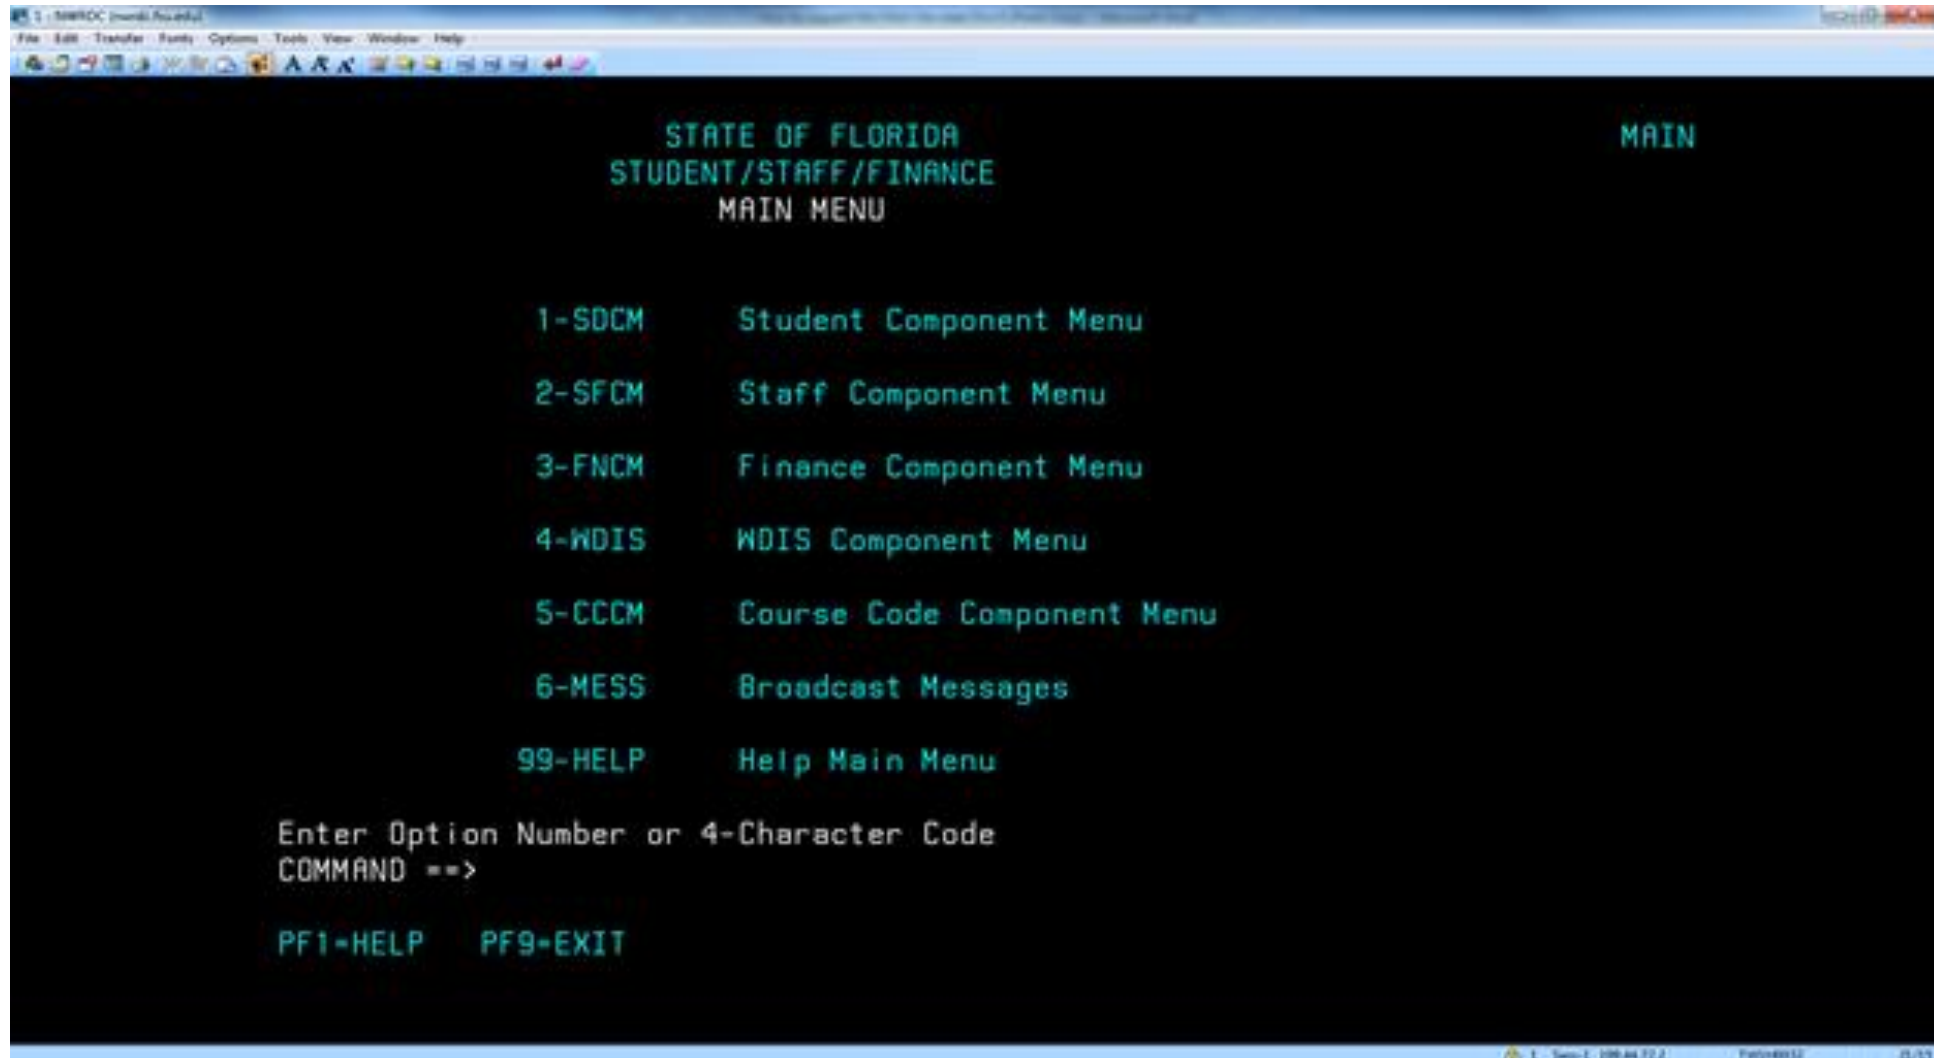 File Edit Transfer Fonts Options Tools View Window Help
STATE OF FLORIDA MAIN
STUDENT/STAFF/FINANCE
MAIN MENU
1-SDCM Student Component Menu
2-SFCM Staff Component Menu
3-FNCM Finance Component Menu
4-WDIS WDIS Component Menu
5-CCCM Course Code Component Menu
6-MESS Broadcast Messages
99-HELP Help Main Menu
Enter Option Number or 4-Character Code
COMMAND ==>
PF1=HELP PF9=EXIT